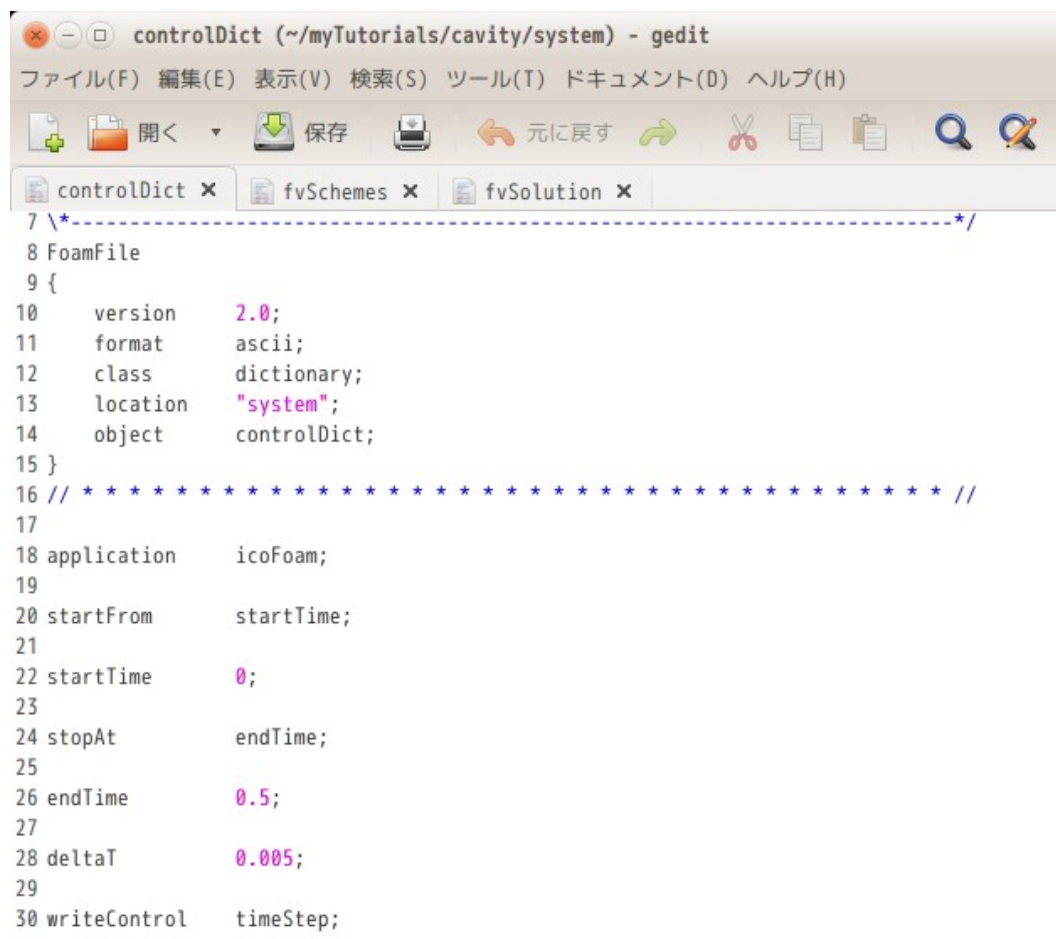 controlDict (~/myTutorials/cavity/system) - gedit
ファイル(F) 編集(E) 表示(V) 検索(S) ツール(T) ドキュメント(D) ヘルプ(H)
開く 保存 元に戻す
controlDict × fvSchemes × fvSolution ×
7 \*---------------------------------------------------------------------------*/
8 FoamFile
9 {
10     version     2.0;
11     format      ascii;
12     class       dictionary;
13     location    "system";
14     object      controlDict;
15 }
16 // * * * * * * * * * * * * * * * * * * * * * * * * * * * * * * * * * * * * * //
17
18 application     icoFoam;
19
20 startFrom       startTime;
21
22 startTime       0;
23
24 stopAt          endTime;
25
26 endTime         0.5;
27
28 deltaT          0.005;
29
30 writeControl    timeStep;